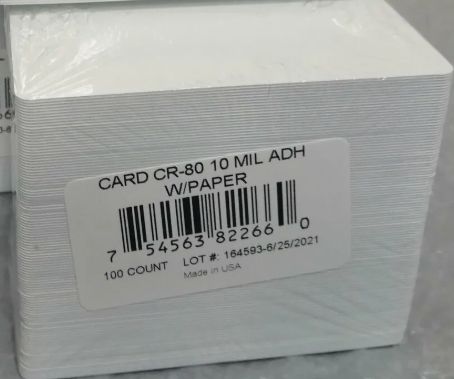 CARD CR-80 10 MIL ADH
W/PAPER
7 54563 82266 0
100 COUNT LOT #: 164593-6/25/2021
Made in USA